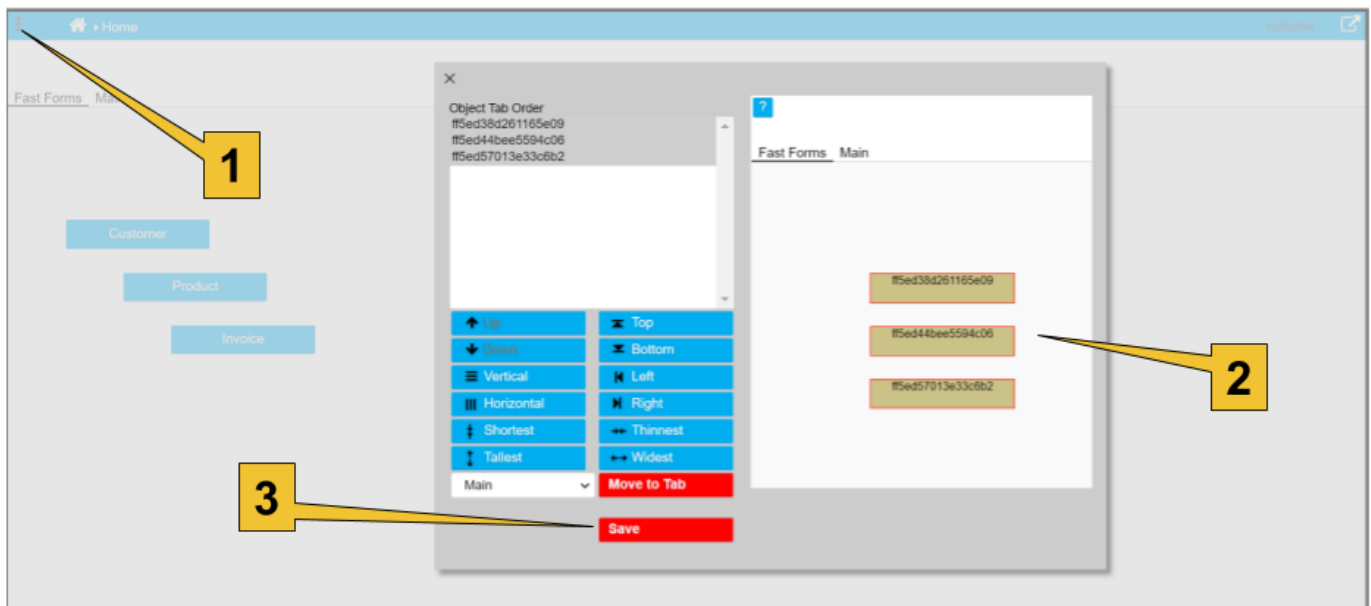 Home
Fast Forms Main
1
Customer
Product
Invoice
×
Object Tab Order
ff5ed38d261165e09
ff5ed44bee5594c06
ff5ed57013e33c6b2
Up
Top
Down
Bottom
Vertical
Left
Horizontal
Right
Shortest
Thinnest
Tallest
Widest
Main
Move to Tab
Save
?
Fast Forms Main
ff5ed38d261165e09
ff5ed44bee5594c06
ff5ed57013e33c6b2
2
3